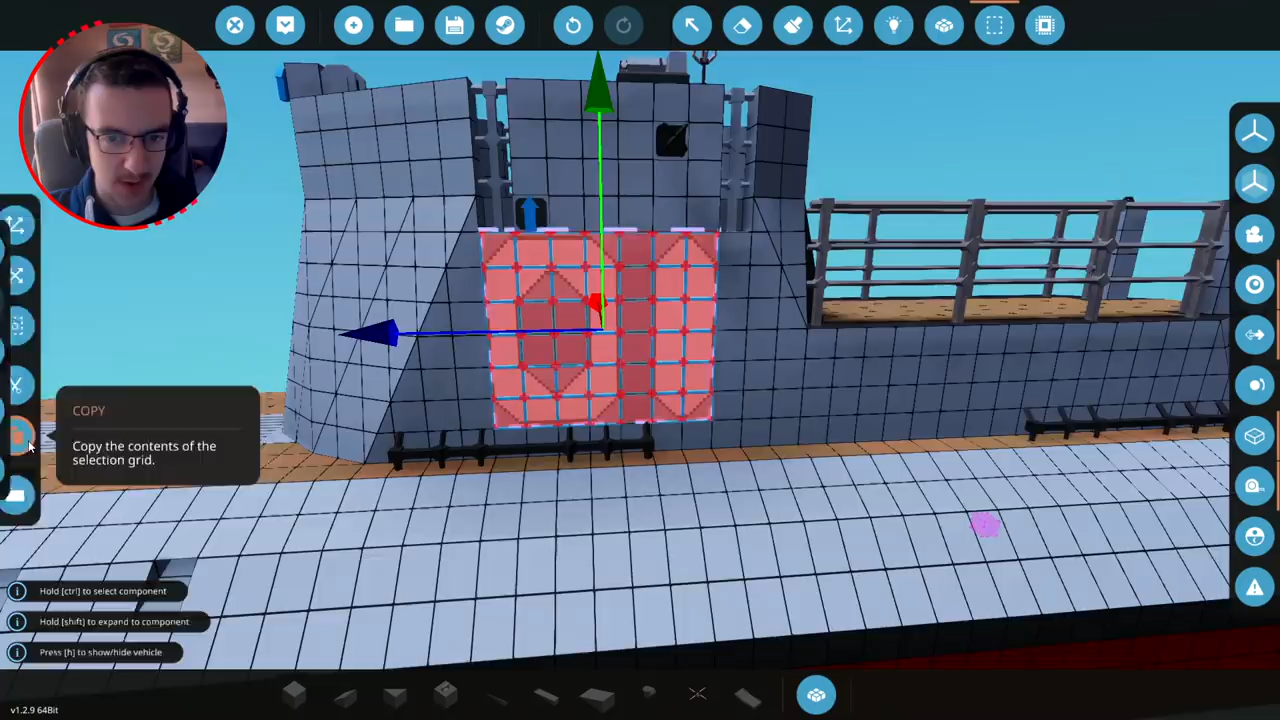 COPY
Copy the contents of the
selection grid.
Hold [ctrl] to select component
Hold [shift] to expand to component
Press [h] to show/hide vehicle
v1.2.9 64Bit